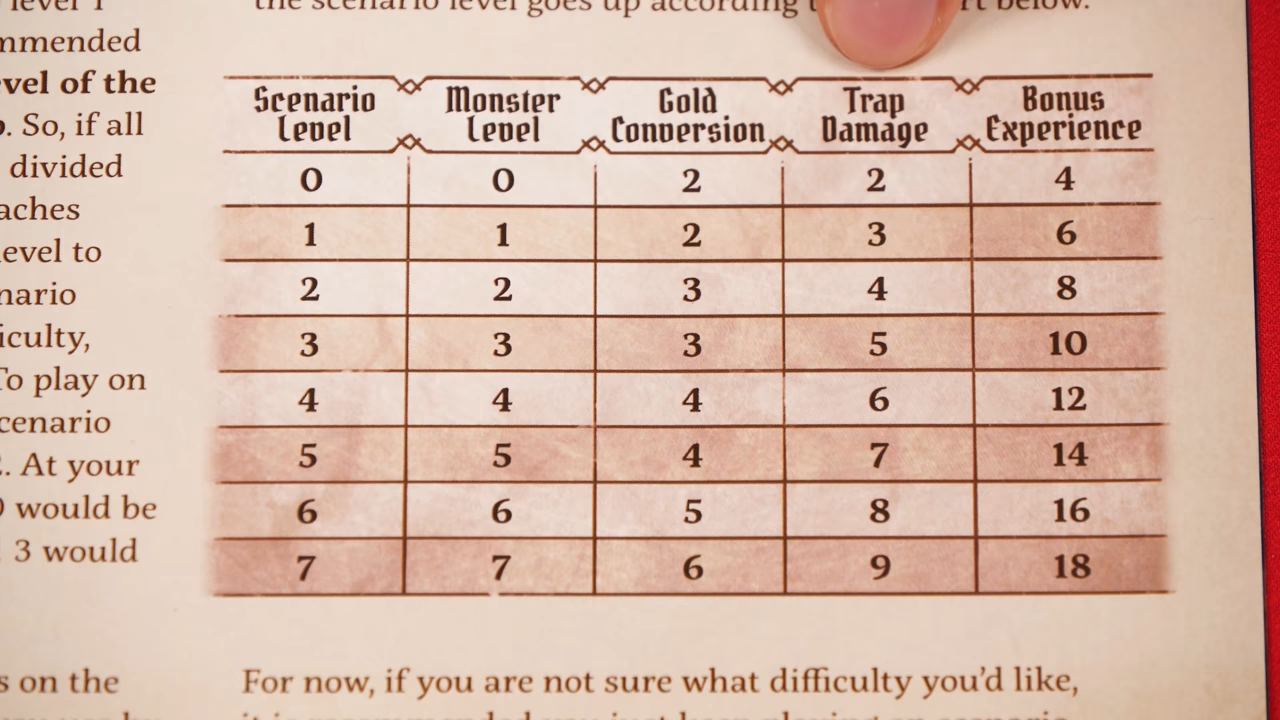 level 1
mmended
evel of the
. So, if all
divided
aches
evel to
nario
iculty,
To play on
cenario
. At your
would be
3 would
s on the
the scenario level goes up according
below.
Scenario Level Monster Level Gold Conversion Trap Damage Bonus Experience
0 0 2 2 4
1 1 2 3 6
2 2 3 4 8
3 3 3 5 10
4 4 4 6 12
5 5 4 7 14
6 6 5 8 16
7 7 6 9 18
For now, if you are not sure what difficulty you'd like,